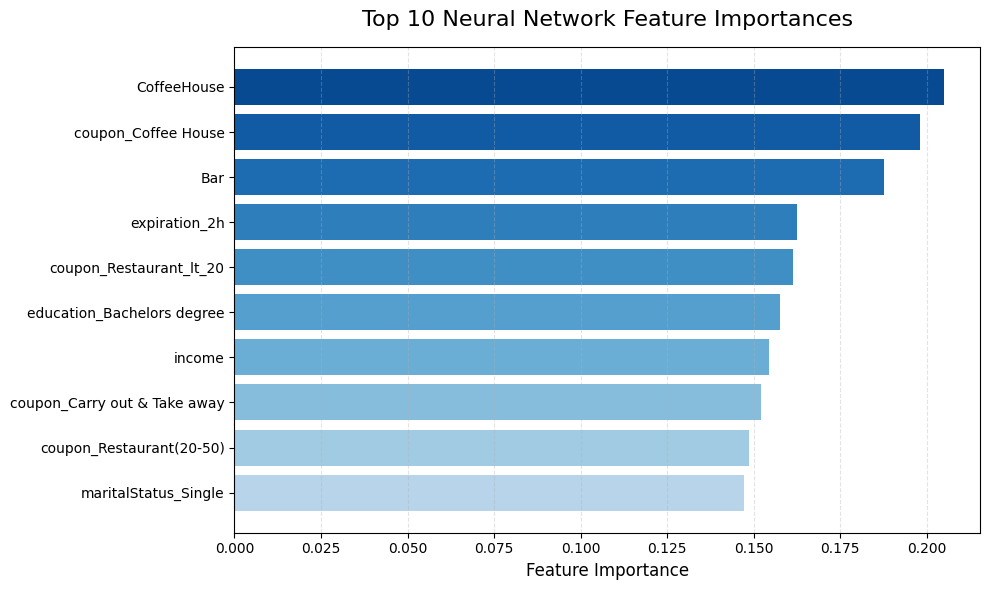 Top 10 Neural Network Feature Importances
CoffeeHouse
coupon_Coffee House
Bar
expiration_2h
coupon_Restaurant_lt_20
education_Bachelors degree
income
coupon_Carry out & Take away
coupon_Restaurant(20-50)
maritalStatus_Single
0.000 0.025 0.050 0.075 0.100 0.125 0.150 0.175 0.200
Feature Importance